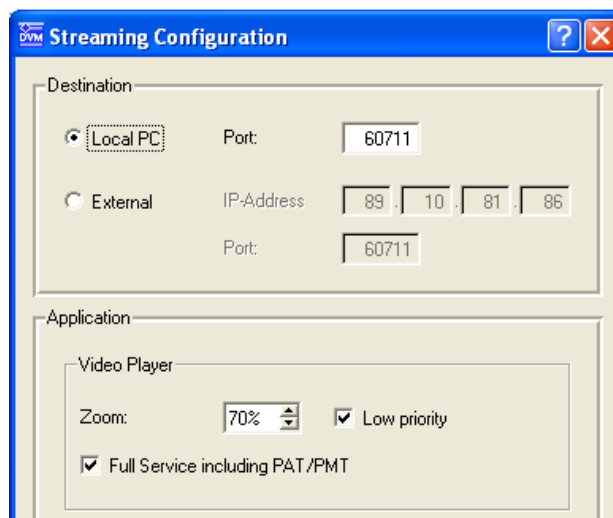 DVM Streaming Configuration
Destination
Local PC Port: 60711
External IP-Address 89 . 10 . 81 . 86
Port: 60711
Application
Video Player
Zoom: 70% Low priority
Full Service including PAT/PMT